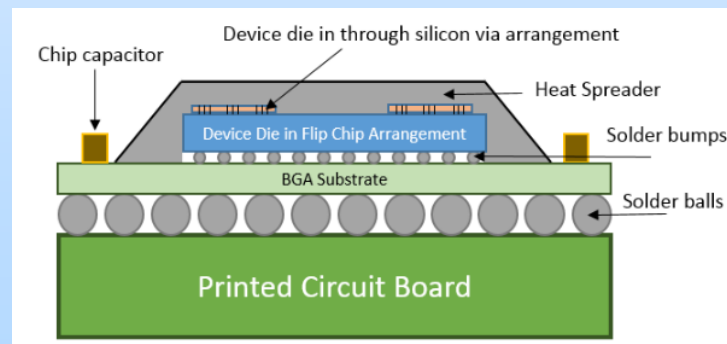 Device die in through silicon via arrangement
Chip capacitor
Heat Spreader
Device Die in Flip Chip Arrangement
Solder bumps
BGA Substrate
Solder balls
Printed Circuit Board